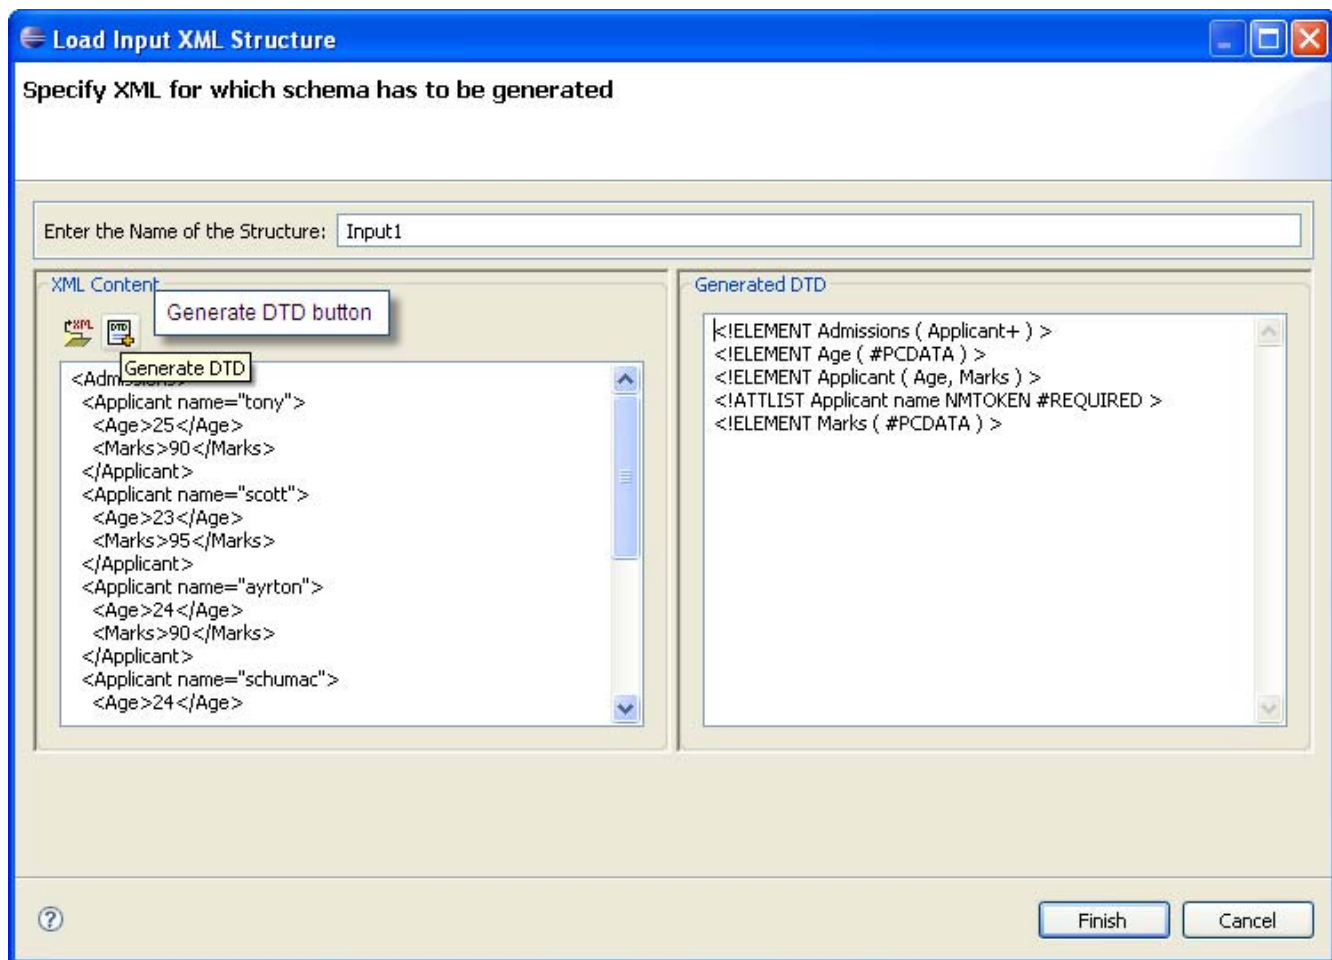 Load Input XML Structure
Specify XML for which schema has to be generated
Enter the Name of the Structure: Input1
XML Content
Generate DTD button
XML
DTD
Generate DTD
<Admissions>
<Applicant name="tony">
<Age>25</Age>
<Marks>90</Marks>
</Applicant>
<Applicant name="scott">
<Age>23</Age>
<Marks>95</Marks>
</Applicant>
<Applicant name="ayrton">
<Age>24</Age>
<Marks>90</Marks>
</Applicant>
<Applicant name="schumac">
<Age>24</Age>
Generated DTD
<!ELEMENT Admissions ( Applicant+ ) >
<!ELEMENT Age ( #PCDATA ) >
<!ELEMENT Applicant ( Age, Marks ) >
<!ATTLIST Applicant name NMTOKEN #REQUIRED >
<!ELEMENT Marks ( #PCDATA ) >
?
Finish
Cancel